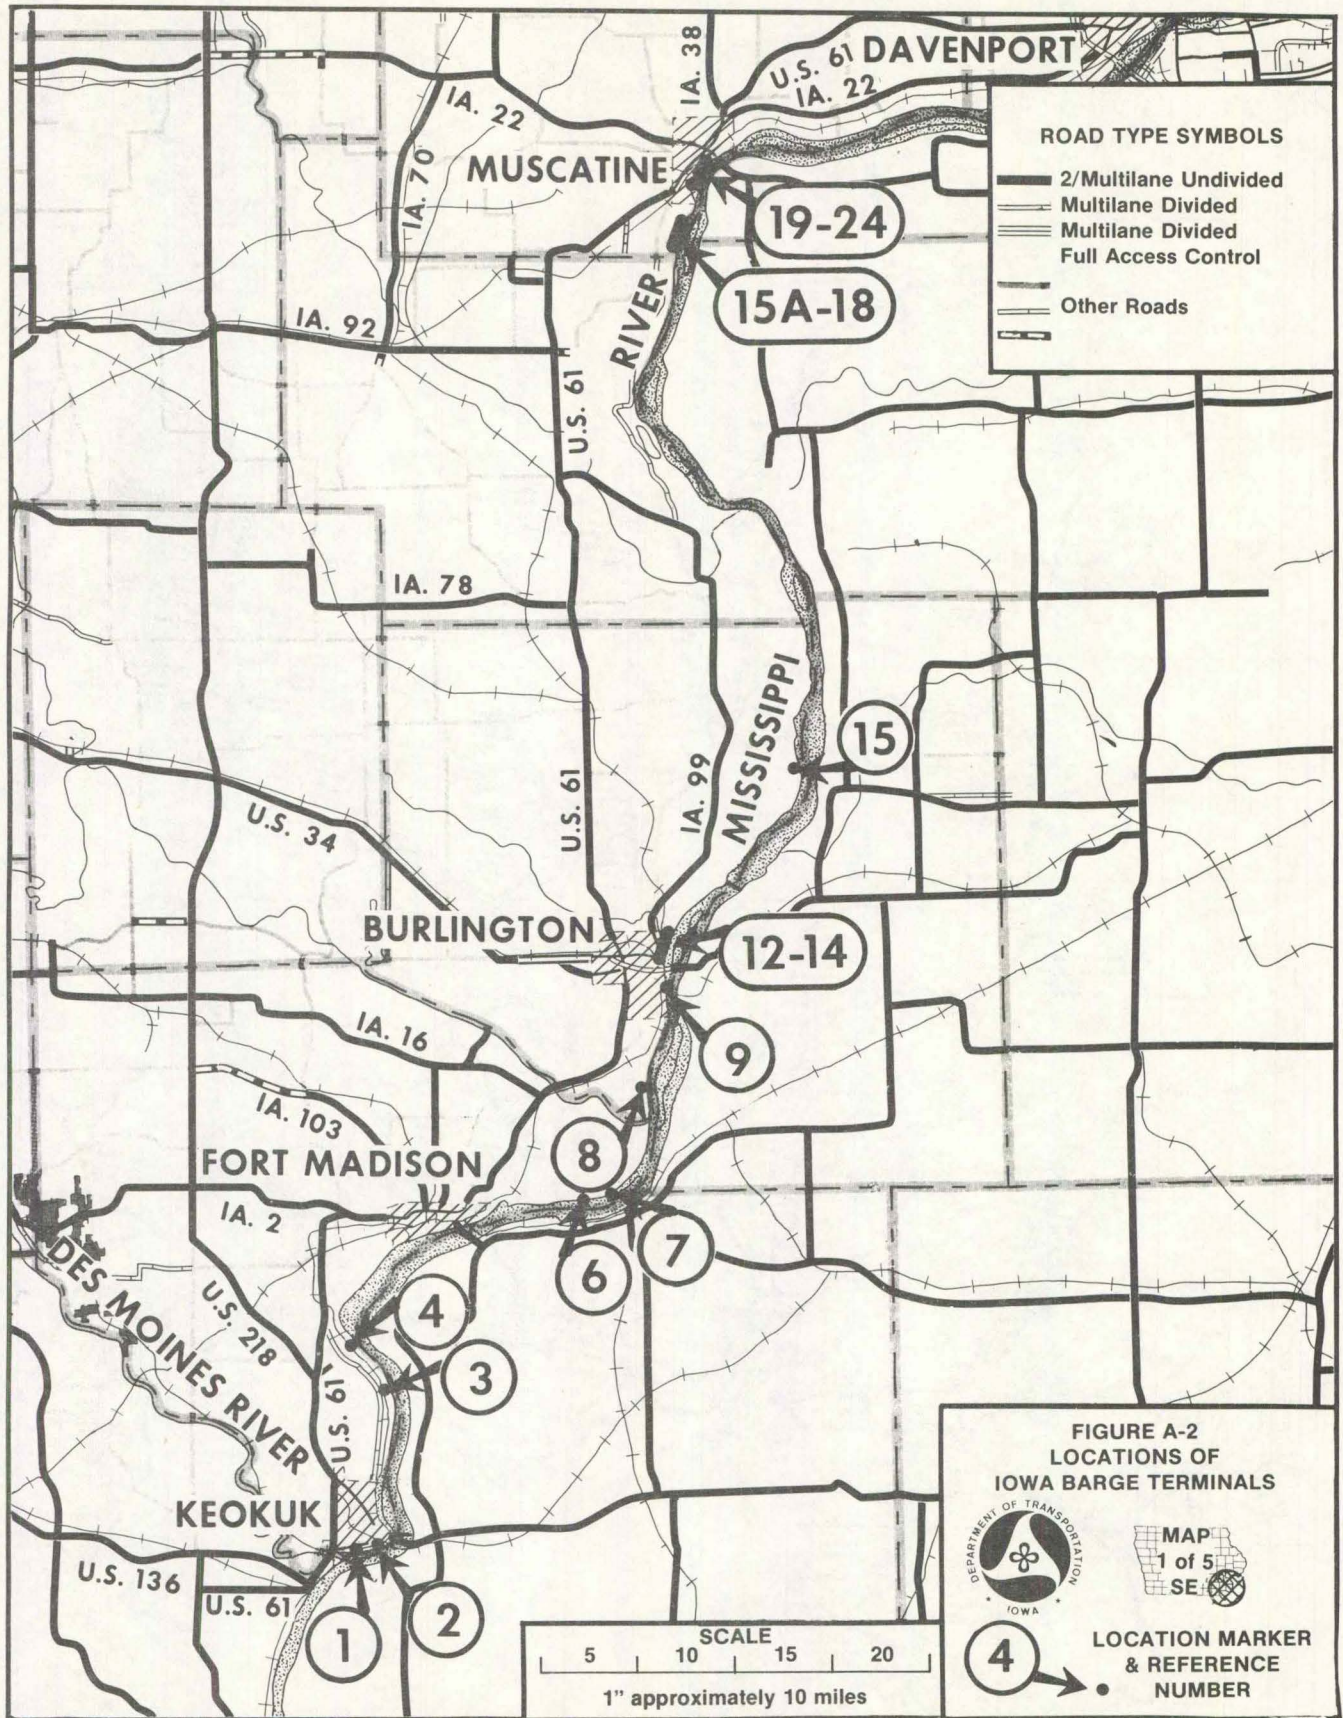 IA. 38
U.S. 61
DAVENPORT
IA. 22
IA. 22
IA. 70
MUSCATINE
ROAD TYPE SYMBOLS
2/Multilane Undivided
Multilane Divided
Multilane Divided
Full Access Control
Other Roads
19-24
15A-18
IA. 92
RIVER
U.S. 61
IA. 78
MISSISSIPPI
15
U.S. 61
IA. 99
U.S. 34
BURLINGTON
12-14
IA. 16
9
IA. 103
8
FORT MADISON
IA. 2
7
6
DES MOINES RIVER
U.S. 218
4
3
U.S. 61
KEOKUK
U.S. 136
U.S. 61
1
2
SCALE
5 10 15 20
1" approximately 10 miles
FIGURE A-2
LOCATIONS OF
IOWA BARGE TERMINALS
DEPARTMENT OF TRANSPORTATION
IOWA
MAP
1 of 5
SE
4
LOCATION MARKER
& REFERENCE
NUMBER